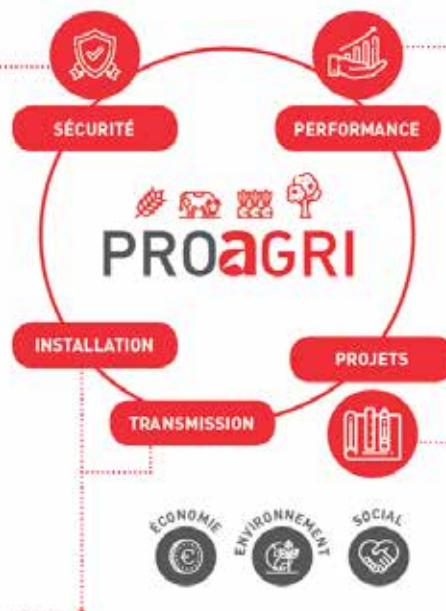 SÉCURITÉ
PERFORMANCE
PROAGRI
INSTALLATION
PROJETS
TRANSMISSION
ÉCONOMIE
ENVIRONNEMENT
SOCIAL